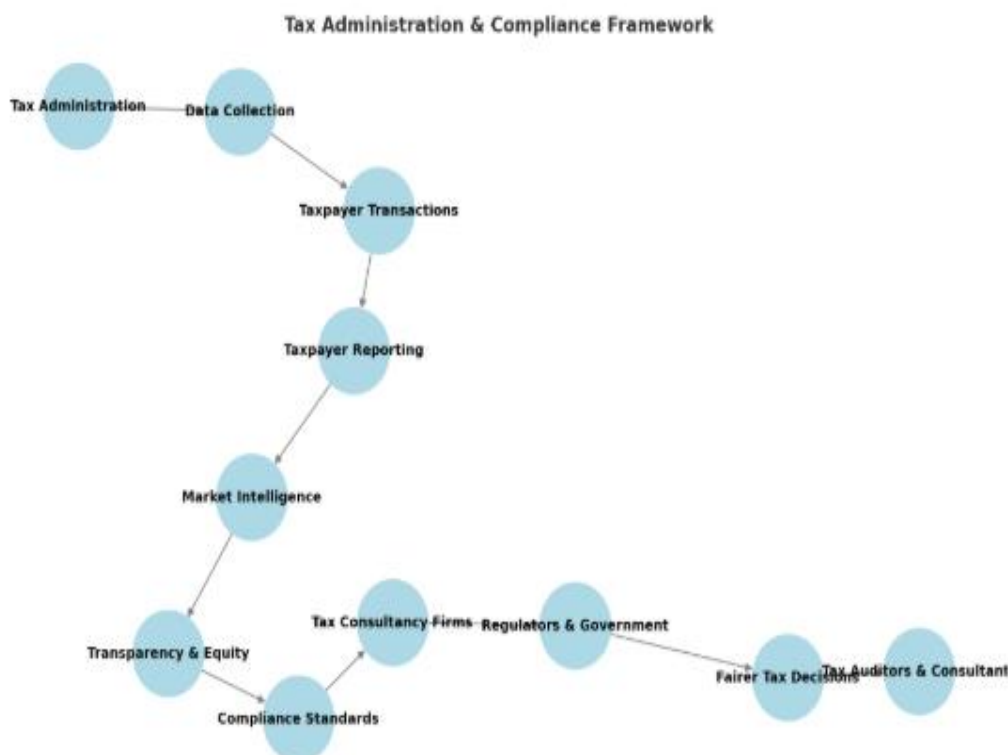 Tax Administration & Compliance Framework
Tax Administration
Data Collection
Taxpayer Transactions
Taxpayer Reporting
Market Intelligence
Transparency & Equity
Compliance Standards
Tax Consultancy Firms
Regulators & Government
Fairer Tax Decisions
Tax Auditors & Consultant